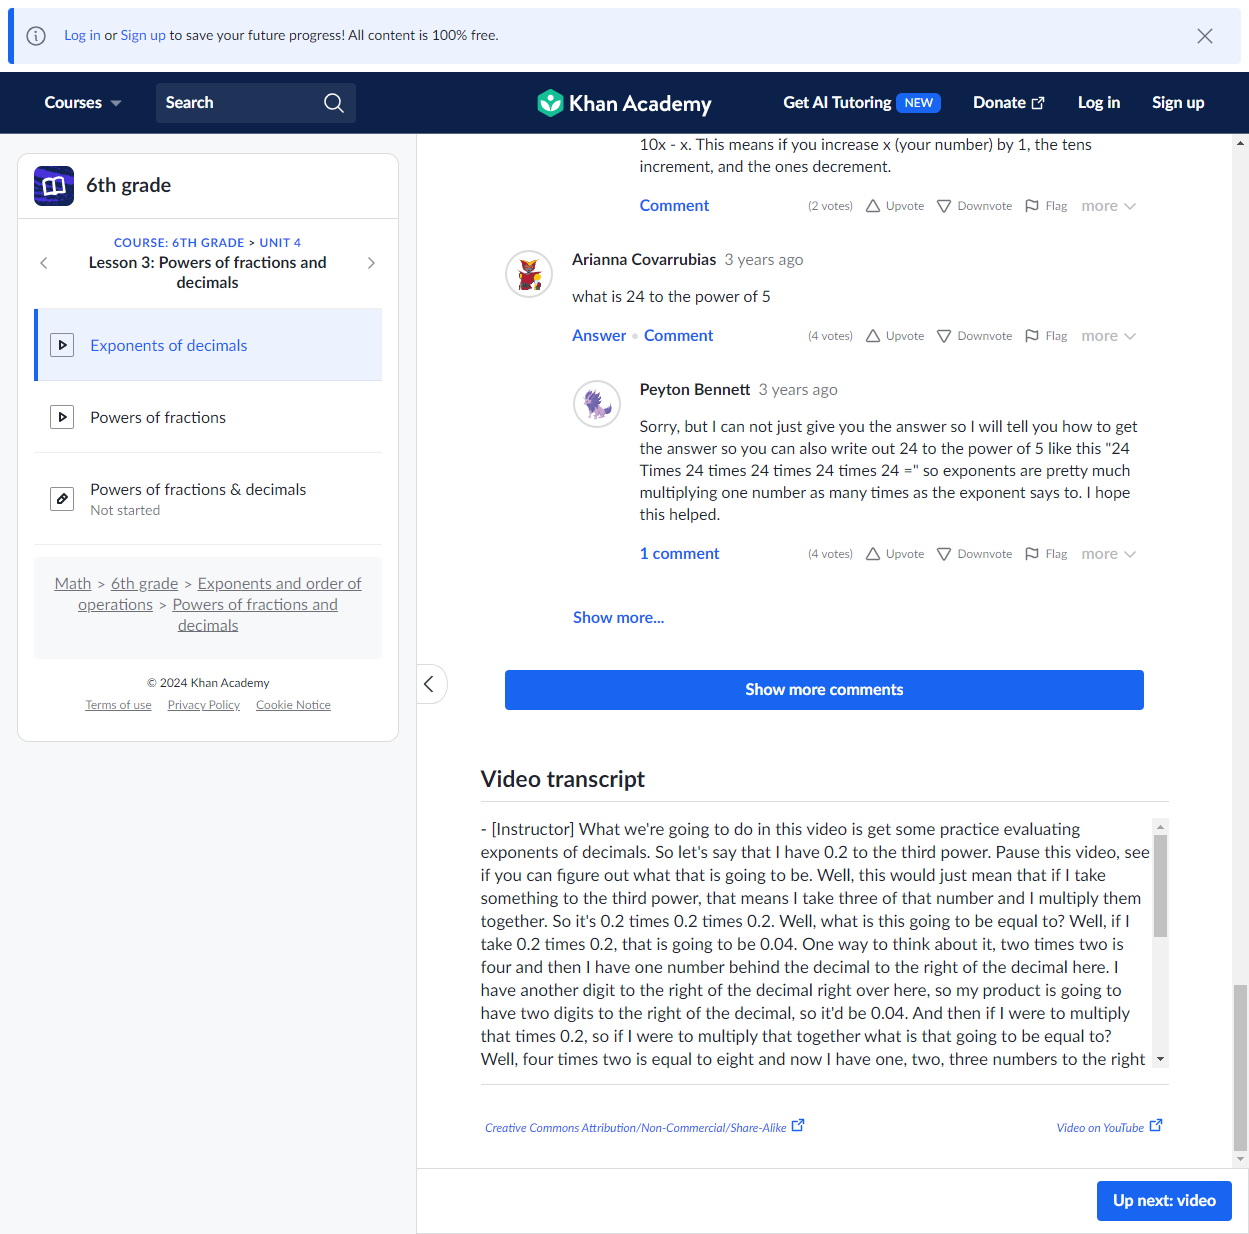 Log in or Sign up to save your future progress! All content is 100% free.
Courses
Search
Khan Academy
Get AI Tutoring NEW
Donate
Log in
Sign up
6th grade
COURSE: 6TH GRADE > UNIT 4
Lesson 3: Powers of fractions and
decimals
Exponents of decimals
Powers of fractions
Powers of fractions & decimals
Not started
Math > 6th grade > Exponents and order of
operations > Powers of fractions and
decimals
© 2024 Khan Academy
Terms of use Privacy Policy Cookie Notice
10x - x. This means if you increase x (your number) by 1, the tens
increment, and the ones decrement.
Comment (2 votes) Upvote Downvote Flag more
Arianna Covarrubias 3 years ago
what is 24 to the power of 5
Answer • Comment (4 votes) Upvote Downvote Flag more
Peyton Bennett 3 years ago
Sorry, but I can not just give you the answer so I will tell you how to get
the answer so you can also write out 24 to the power of 5 like this "24
Times 24 times 24 times 24 times 24 =" so exponents are pretty much
multiplying one number as many times as the exponent says to. I hope
this helped.
1 comment (4 votes) Upvote Downvote Flag more
Show more...
Show more comments
Video transcript
- [Instructor] What we're going to do in this video is get some practice evaluating
exponents of decimals. So let's say that I have 0.2 to the third power. Pause this video, see
if you can figure out what that is going to be. Well, this would just mean that if I take
something to the third power, that means I take three of that number and I multiply them
together. So it's 0.2 times 0.2 times 0.2. Well, what is this going to be equal to? Well, if I
take 0.2 times 0.2, that is going to be 0.04. One way to think about it, two times two is
four and then I have one number behind the decimal to the right of the decimal here. I
have another digit to the right of the decimal right over here, so my product is going to
have two digits to the right of the decimal, so it'd be 0.04. And then if I were to multiply
that times 0.2, so if I were to multiply that together what is that going to be equal to?
Well, four times two is equal to eight and now I have one, two, three numbers to the right
Creative Commons Attribution/Non-Commercial/Share-Alike
Video on YouTube
Up next: video